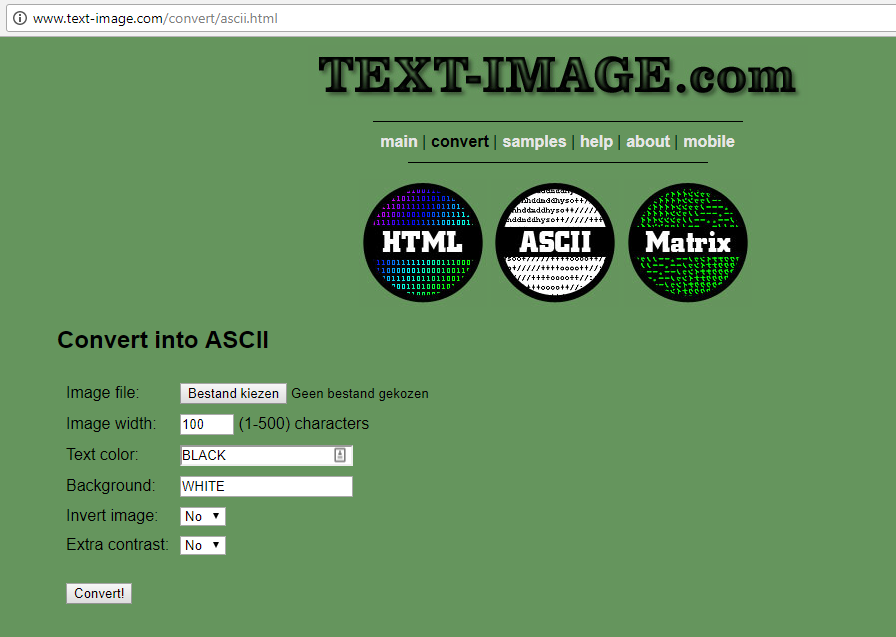 www.text-image.com/convert/ascii.html
TEXT-IMAGE.com
main | convert | samples | help | about | mobile
HTML ASCII Matrix
Convert into ASCII
Image file: Bestand kiezen Geen bestand gekozen
Image width: 100 (1-500) characters
Text color: BLACK
Background: WHITE
Invert image: No ▼
Extra contrast: No ▼
Convert!